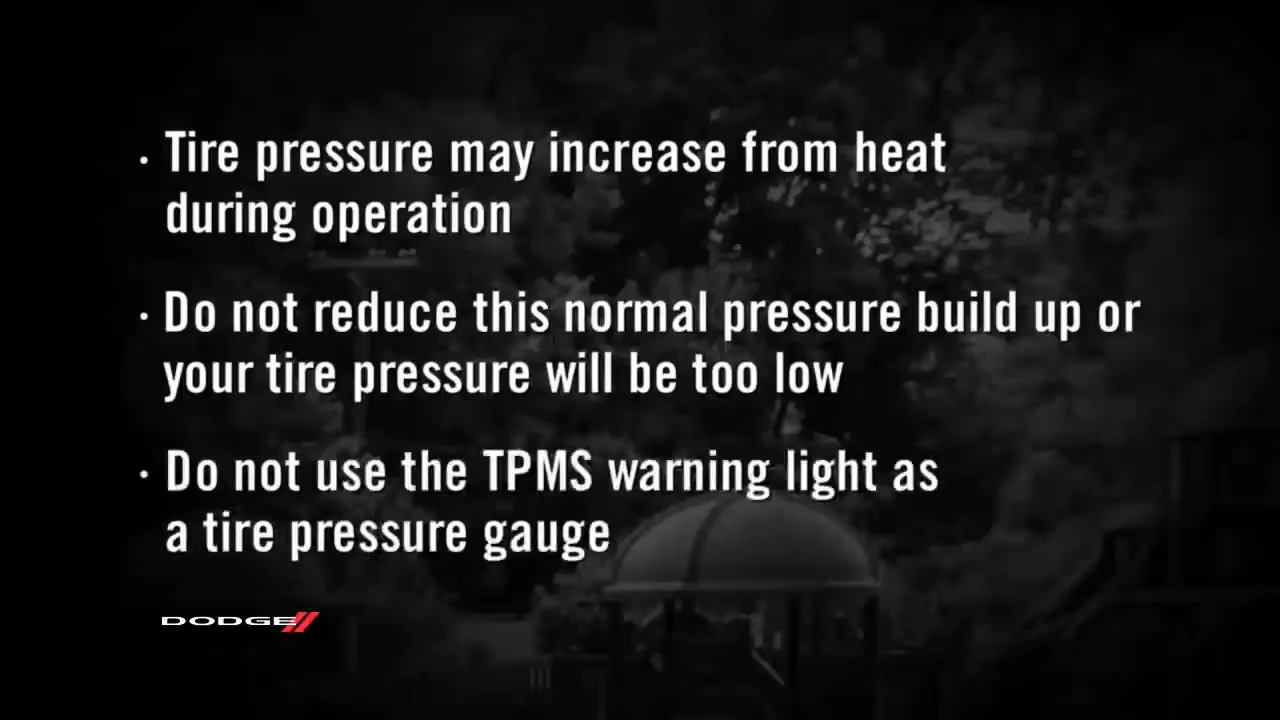 · Tire pressure may increase from heat
during operation
· Do not reduce this normal pressure build up or
your tire pressure will be too low
· Do not use the TPMS warning light as
a tire pressure gauge
DODGE